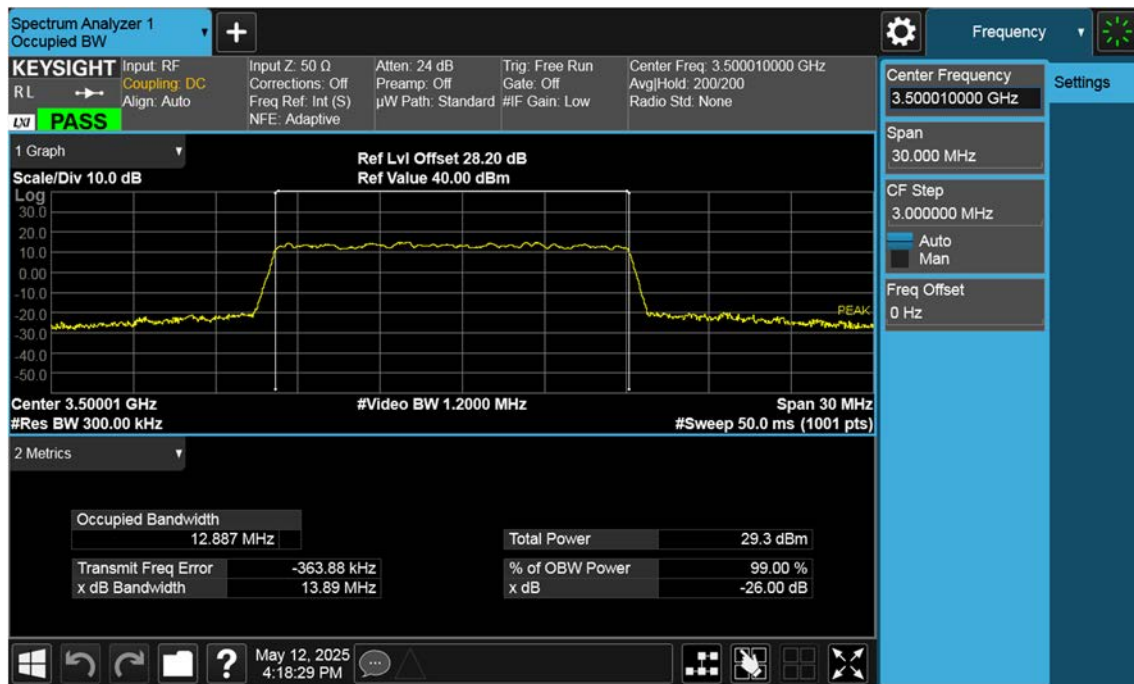 Spectrum Analyzer 1
Occupied BW
+
Frequency
KEYSIGHT
RL
LXI
PASS
Input: RF
Coupling: DC
Align: Auto
Input Z: 50 Ω
Corrections: Off
Freq Ref: Int (S)
NFE: Adaptive
Atten: 24 dB
Preamp: Off
µW Path: Standard
Trig: Free Run
Gate: Off
#IF Gain: Low
Center Freq: 3.500010000 GHz
Avg|Hold: 200/200
Radio Std: None
Center Frequency
3.500010000 GHz
Span
30.000 MHz
CF Step
3.000000 MHz
Auto
Man
Freq Offset
0 Hz
Settings
1 Graph
Scale/Div 10.0 dB
Ref Lvl Offset 28.20 dB
Ref Value 40.00 dBm
Log
30.0
20.0
10.0
0.00
-10.0
-20.0
-30.0
-40.0
-50.0
PEAK
Center 3.50001 GHz
#Video BW 1.2000 MHz
Span 30 MHz
#Res BW 300.00 kHz
#Sweep 50.0 ms (1001 pts)
2 Metrics
Occupied Bandwidth
12.887 MHz
Total Power 29.3 dBm
Transmit Freq Error -363.88 kHz
% of OBW Power 99.00 %
x dB Bandwidth 13.89 MHz
x dB -26.00 dB
?
May 12, 2025
4:18:29 PM